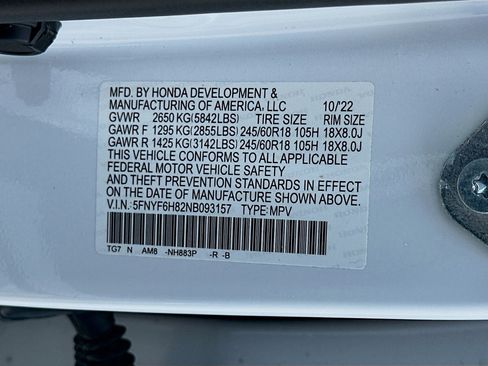 MFD. BY HONDA DEVELOPMENT &
MANUFACTURING OF AMERICA, LLC 10/'22
GVWR 2650 KG(5842LBS) TIRE SIZE RIM SIZE
GAWR F 1295 KG(2855LBS) 245/60R18 105H 18X8.0J
GAWR R 1425 KG(3142LBS) 245/60R18 105H 18X8.0J
THIS VEHICLE CONFORMS TO ALL APPLICABLE
FEDERAL MOTOR VEHICLE SAFETY
AND THEFT PREVENTION STANDARDS IN EFFECT
ON THE DATE OF MANUFACTURE SHOWN ABOVE.
V.I.N.: 5FNYF6H82NB093157 TYPE: MPV
TG7 N AM8 -NH883P -R -B